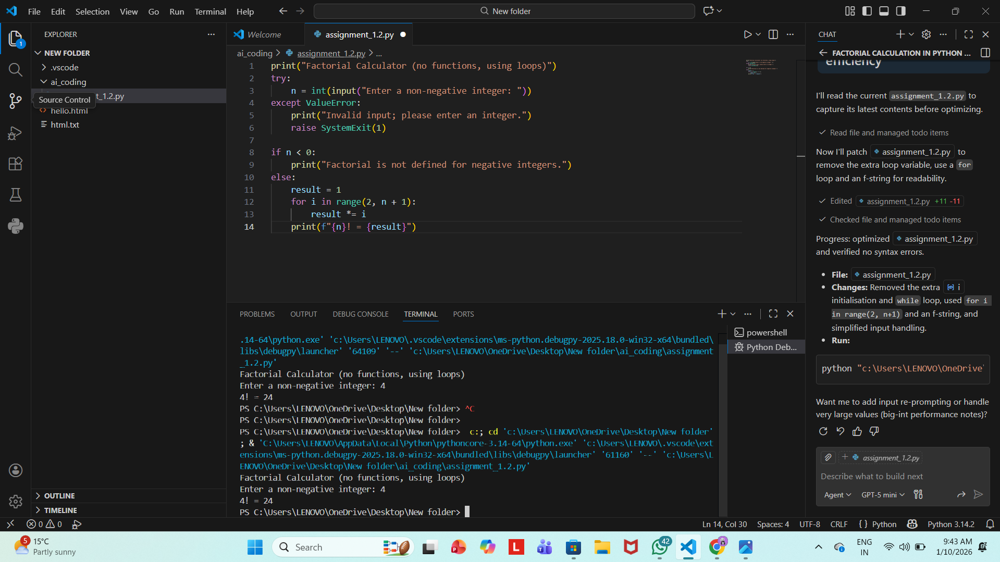 File Edit Selection View Go Run Terminal Help
New folder
EXPLORER
NEW FOLDER
.vscode
ai_coding
t_1.2.py
Source Control
hello.html
html.txt
OUTLINE
TIMELINE
1
Welcome
assignment_1.2.py
ai_coding > assignment_1.2.py > ...
1 print("Factorial Calculator (no functions, using loops)")
2 try:
3 n = int(input("Enter a non-negative integer: "))
4 except ValueError:
5 print("Invalid input; please enter an integer.")
6 raise SystemExit(1)
7
8 if n < 0:
9 print("Factorial is not defined for negative integers.")
10 else:
11 result = 1
12 for i in range(2, n + 1):
13 result *= i
14 print(f"{n}! = {result}")
PROBLEMS OUTPUT DEBUG CONSOLE TERMINAL PORTS
.14-64\python.exe' 'c:\Users\LENOVO\.vscode\extensions\ms-python.debugpy-2025.18.0-win32-x64\bundled\
libs\debugpy\launcher' '64109' '--' 'c:\Users\LENOVO\OneDrive\Desktop\New folder\ai_coding\assignment
_1.2.py'
Factorial Calculator (no functions, using loops)
Enter a non-negative integer: 4
4! = 24
PS C:\Users\LENOVO\OneDrive\Desktop\New folder> ^C
PS C:\Users\LENOVO\OneDrive\Desktop\New folder>
PS C:\Users\LENOVO\OneDrive\Desktop\New folder>  c:; cd 'c:\Users\LENOVO\OneDrive\Desktop\New folder'
; & 'C:\Users\LENOVO\AppData\Local\Python\pythoncore-3.14-64\python.exe' 'c:\Users\LENOVO\.vscode\ext
ensions\ms-python.debugpy-2025.18.0-win32-x64\bundled\libs\debugpy\launcher' '61160' '--' 'c:\Users\L
ENOVO\OneDrive\Desktop\New folder\ai_coding\assignment_1.2.py'
Factorial Calculator (no functions, using loops)
Enter a non-negative integer: 4
4! = 24
PS C:\Users\LENOVO\OneDrive\Desktop\New folder>
powershell
Python Deb...
CHAT
FACTORIAL CALCULATION IN PYTHON ...
efficiency
I'll read the current assignment_1.2.py to
capture its latest contents before optimizing.
Read file and managed todo items
Now I'll patch assignment_1.2.py to
remove the extra loop variable, use a for
loop and an f-string for readability.
Edited assignment_1.2.py +11 -11
Checked file and managed todo items
Progress: optimized assignment_1.2.py
and verified no syntax errors.
• File: assignment_1.2.py
• Changes: Removed the extra i
initialisation and while loop, used for i
in range(2, n+1) and an f-string, and
simplified input handling.
• Run:
python "c:\Users\LENOVO\OneDrive\
Want me to add input re-prompting or handle
very large values (big-int performance notes)?
assignment_1.2.py
Describe what to build next
Agent GPT-5 mini
0 0
Ln 14, Col 30 Spaces: 4 UTF-8 CRLF { } Python Python 3.14.2
5
15°C
Partly sunny
Search
L
42
ENG
IN
9:43 AM
1/10/2026